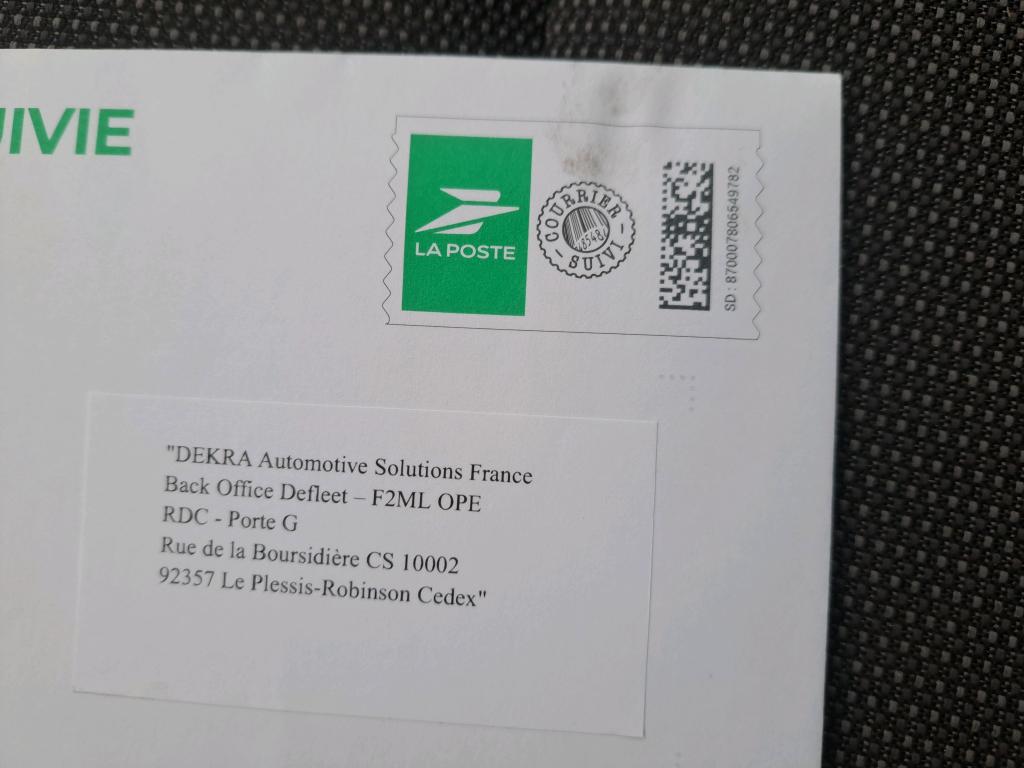 UIVIE
LA POSTE
COURRIER
SUIVI
SD : 870007806549782
"DEKRA Automotive Solutions France
Back Office Defleet – F2ML OPE
RDC - Porte G
Rue de la Boursidière CS 10002
92357 Le Plessis-Robinson Cedex"